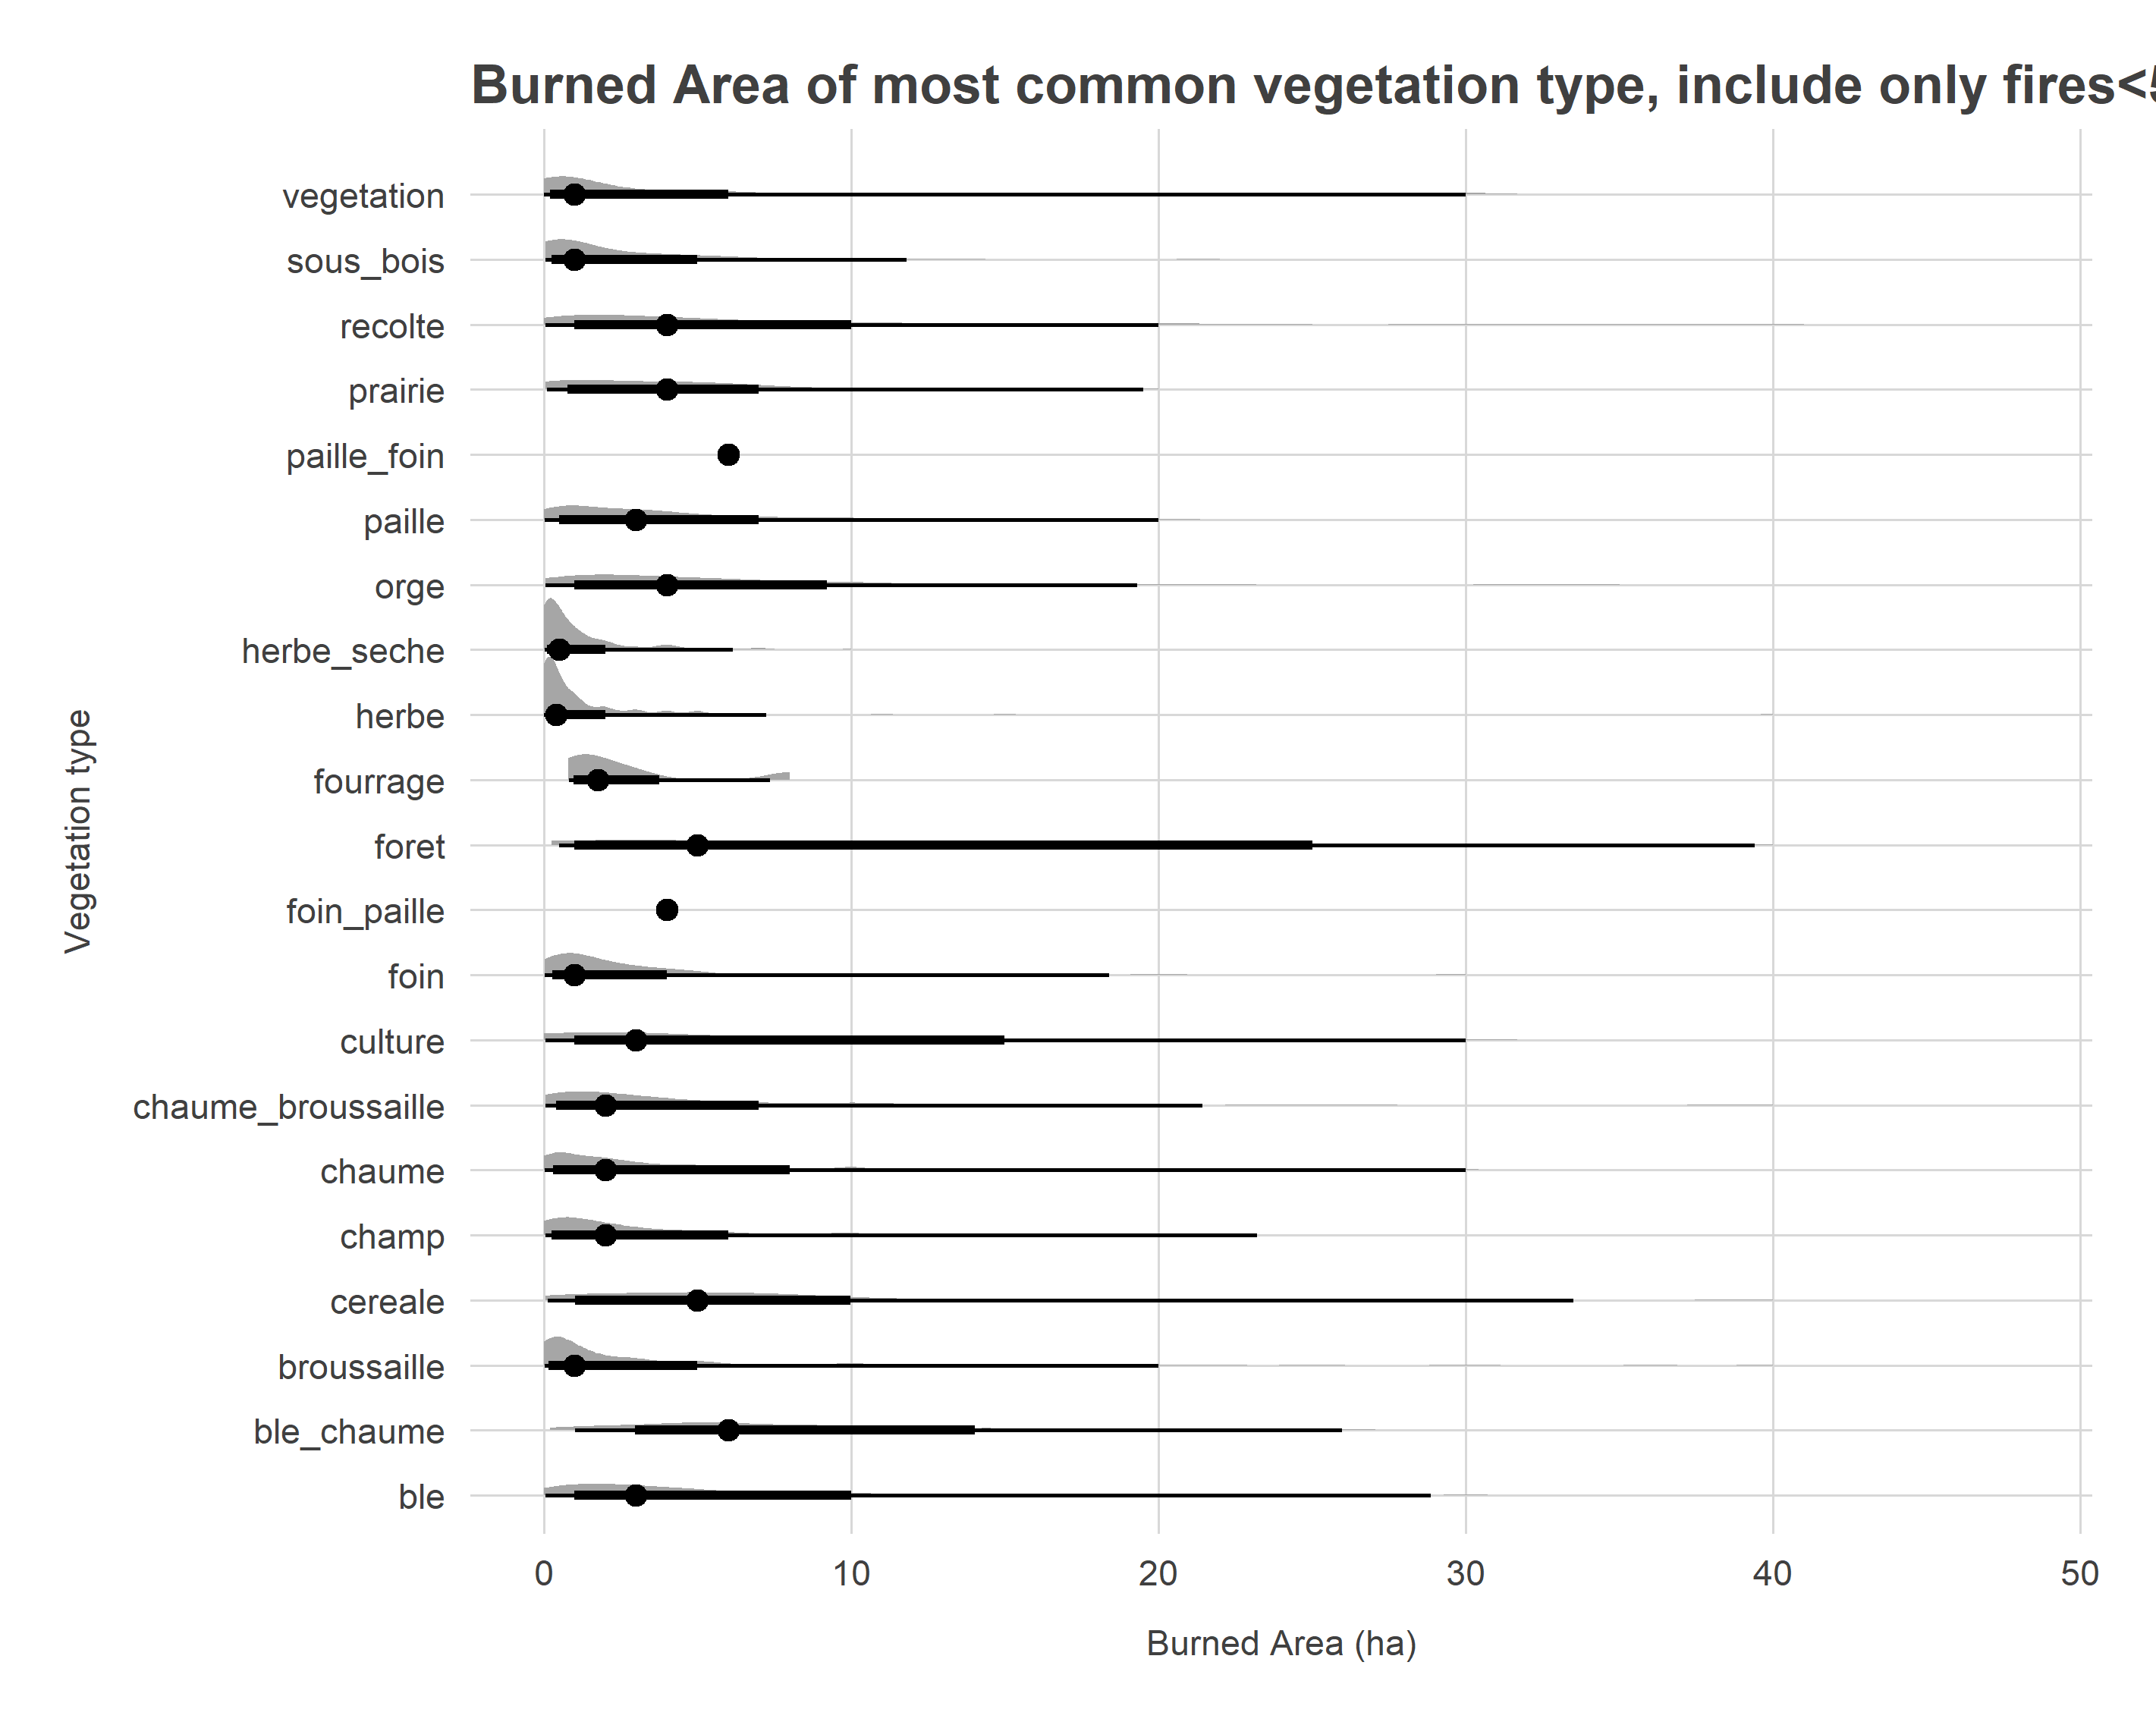 Burned Area of most common vegetation type, include only fires<5
vegetation
sous_bois
recolte
prairie
paille_foin
paille
orge
herbe_seche
herbe
fourrage
foret
foin_paille
foin
culture
chaume_broussaille
chaume
champ
cereale
broussaille
ble_chaume
ble
Vegetation type
0 10 20 30 40 50
Burned Area (ha)